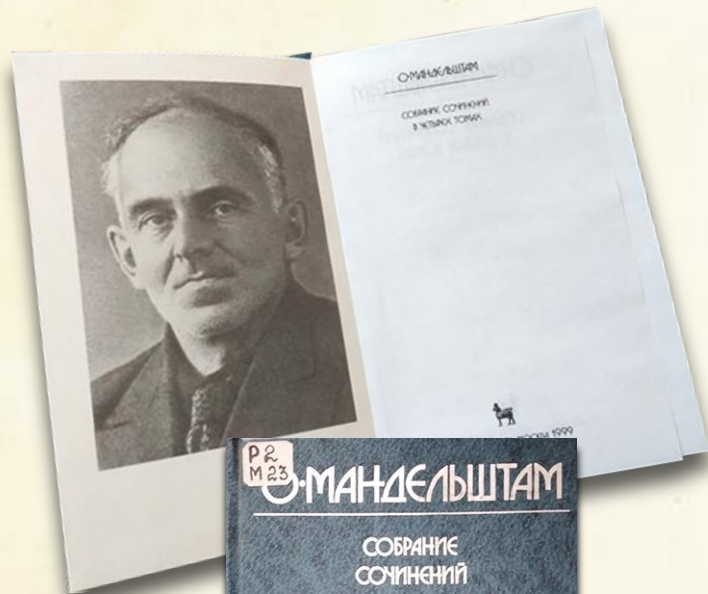 О·МАНДЕЛЬШТАМ
СОБРАНИЕ СОЧИНЕНИЙ
В ЧЕТЫРЕХ ТОМАХ
1999
Р2
М23
О·МАНДЕЛЬШТАМ
СОБРАНИЕ
СОЧИНЕНИЙ